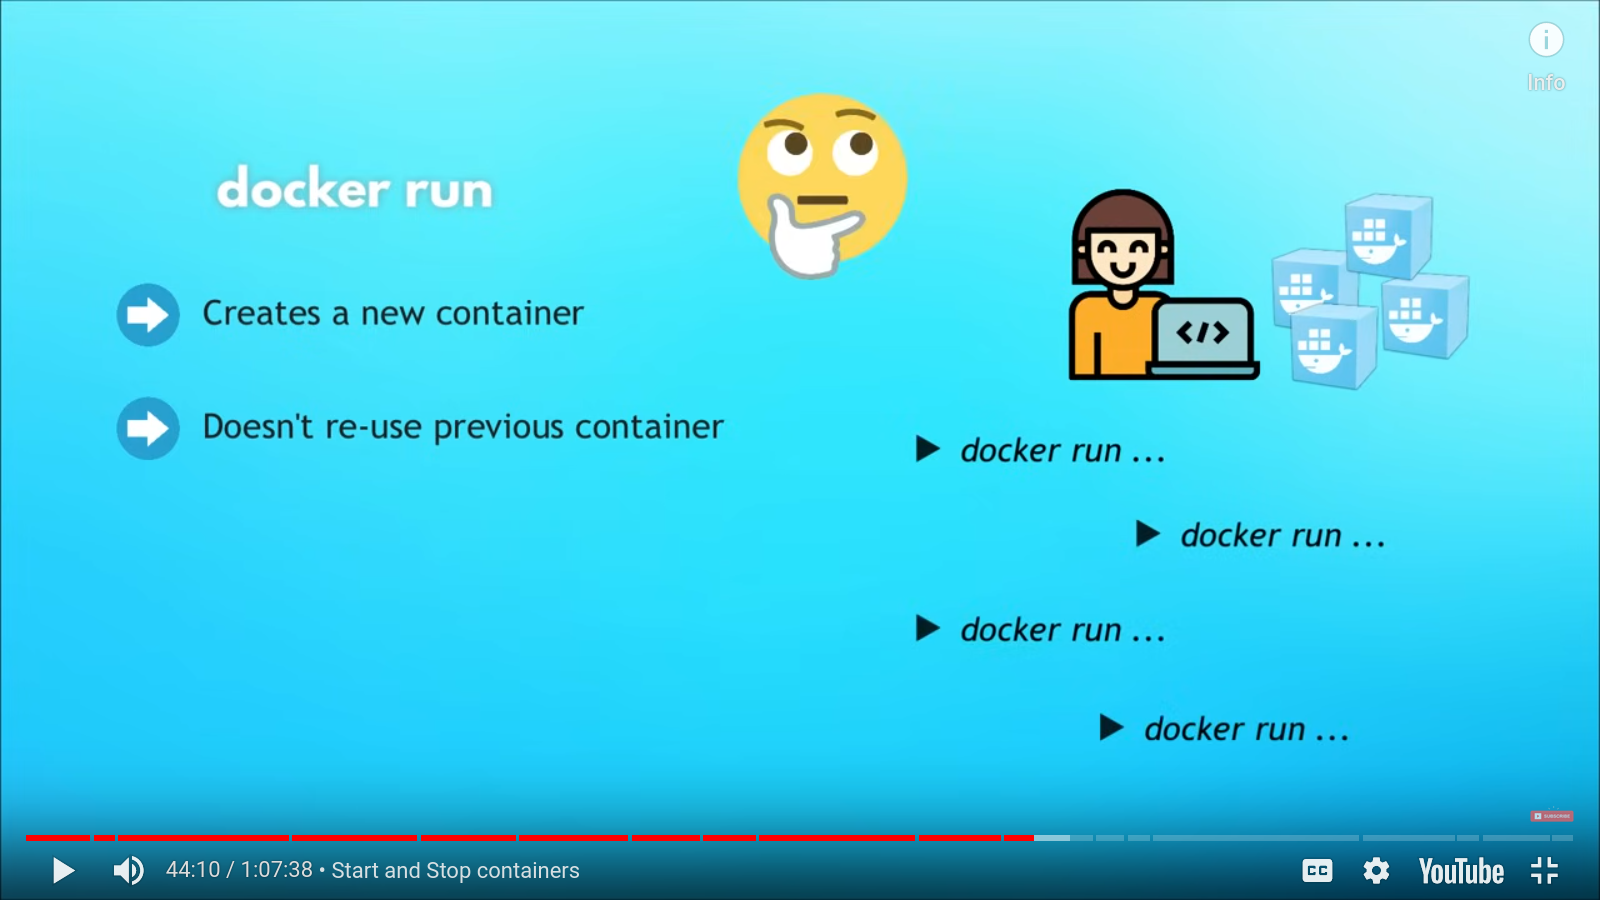 Info
docker run
Creates a new container
Doesn't re-use previous container
</>
docker run ...
docker run ...
docker run ...
docker run ...
SUBSCRIBE
44:10 / 1:07:38 • Start and Stop containers
CC
YouTube